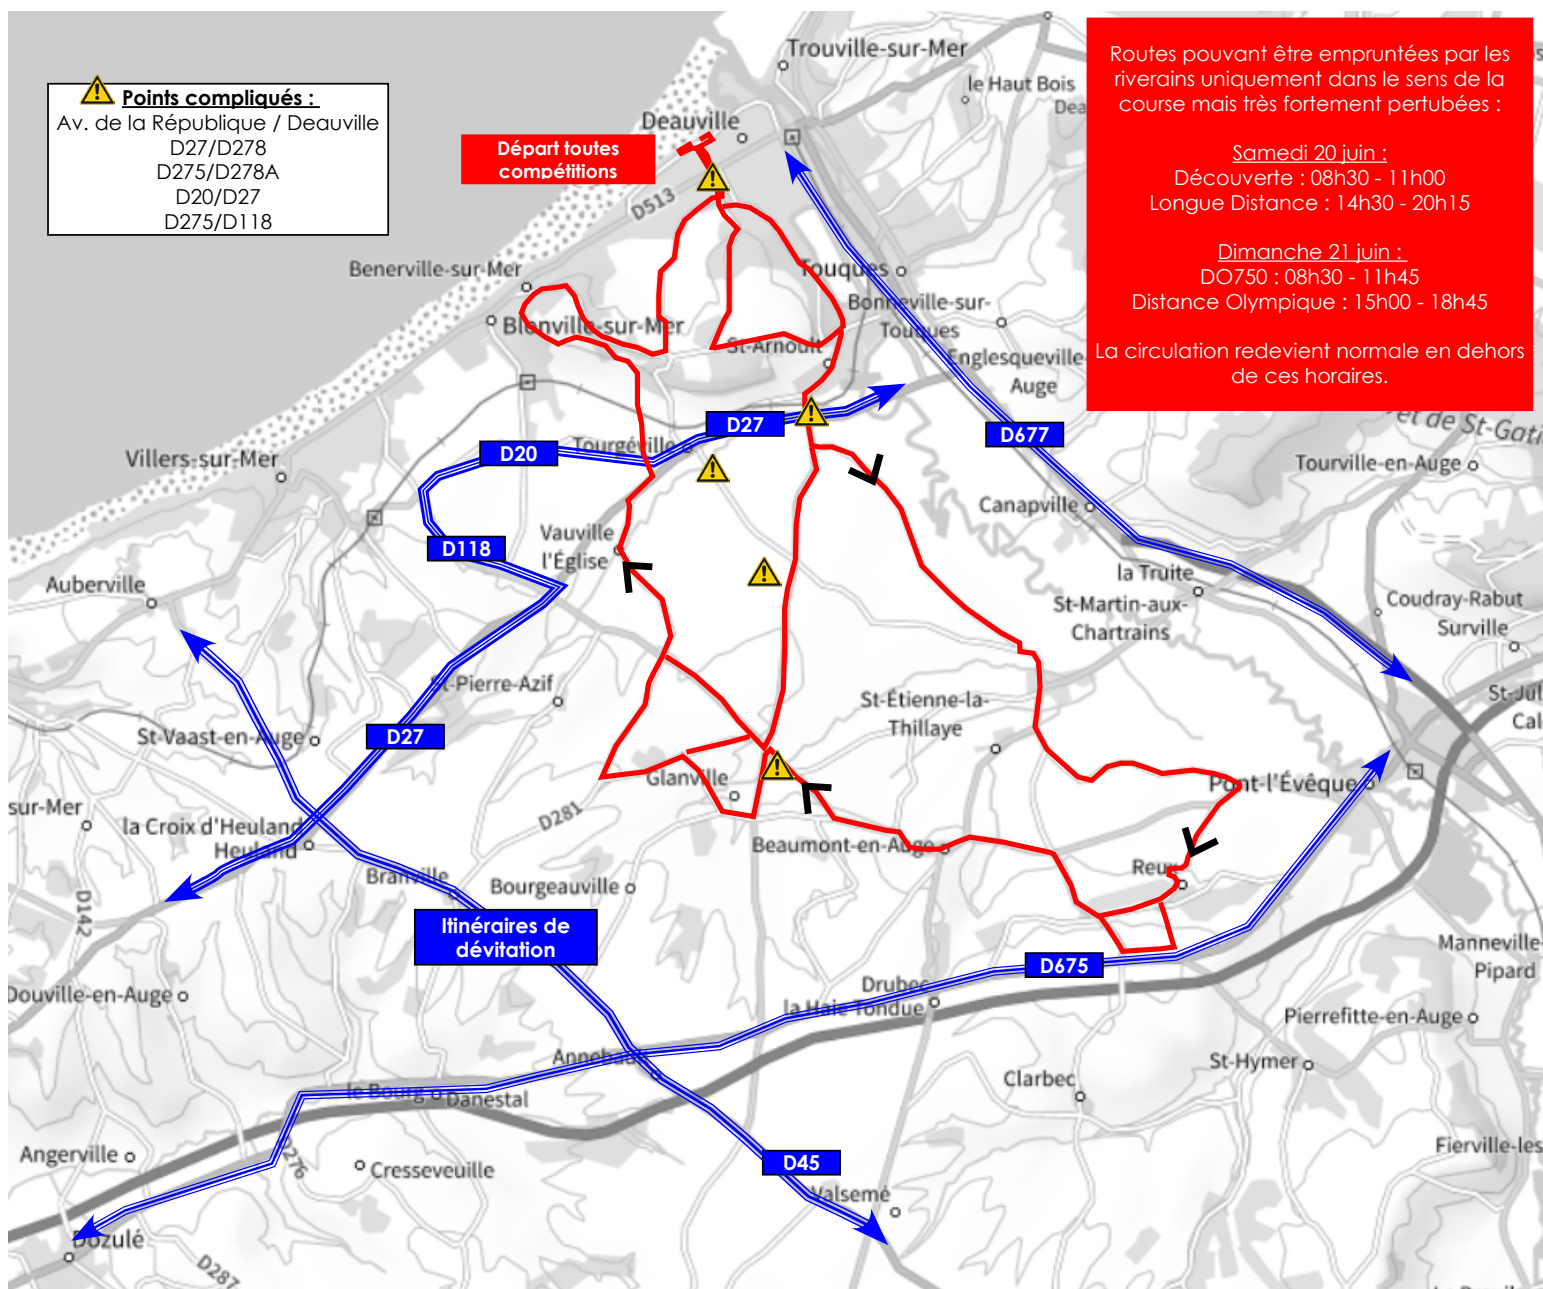 Points compliqués :
Av. de la République / Deauville
D27/D278
D275/D278A
D20/D27
D275/D118
Départ toutes
compétitions
Routes pouvant être empruntées par les
riverains uniquement dans le sens de la
course mais très fortement pertubées :
Samedi 20 juin :
Découverte : 08h30 - 11h00
Longue Distance : 14h30 - 20h15
Dimanche 21 juin :
DO750 : 08h30 - 11h45
Distance Olympique : 15h00 - 18h45
La circulation redevient normale en dehors
de ces horaires.
Trouville-sur-Mer
le Haut Bois
Dea
Deauville
D513
Benerville-sur-Mer
Touques
Bonneville-sur-
Touques
Blonville-sur-Mer
St-Arnoult
Englesqueville-
Auge
D27
D677
et de St-Gati
D20
Tourgéville
Villers-sur-Mer
Tourville-en-Auge
Canapville
D118
Vauville
l'Église
Auberville
la Truite
St-Martin-aux-
Chartrains
Coudray-Rabut
Surville
St-Pierre-Azif
St-Étienne-la-
Thillaye
St-Jul
Cal
D27
St-Vaast-en-Auge
Glanville
Pont-l'Évêque
sur-Mer
la Croix d'Heuland
Heuland
D281
Beaumont-en-Auge
Reux
Branville
Bourgeauville
D142
Itinéraires de
dévitation
D675
Manneville-
Pipard
Douville-en-Auge
Drubec
la Haie Tondue
Pierrefitte-en-Auge
Annebault
St-Hymer
Clarbec
le Bourg
Danestal
Angerville
D276
Cresseveuille
D45
Fierville-les
Valsemé
Dozulé
D287